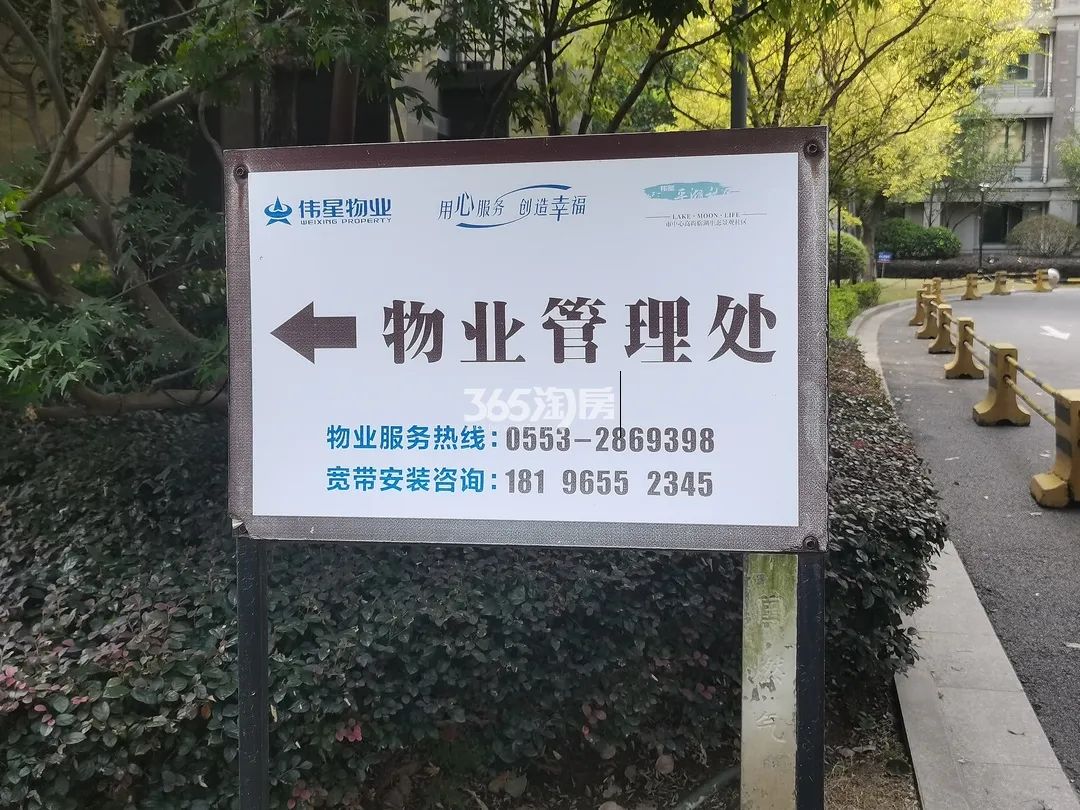 伟星物业
WEIXING PROPERTY
用心服务 创造幸福
伟星
LAKE·MOON·LIFE
物业管理处
365淘房
物业服务热线：0553-2869398
宽带安装咨询：181 9655 2345